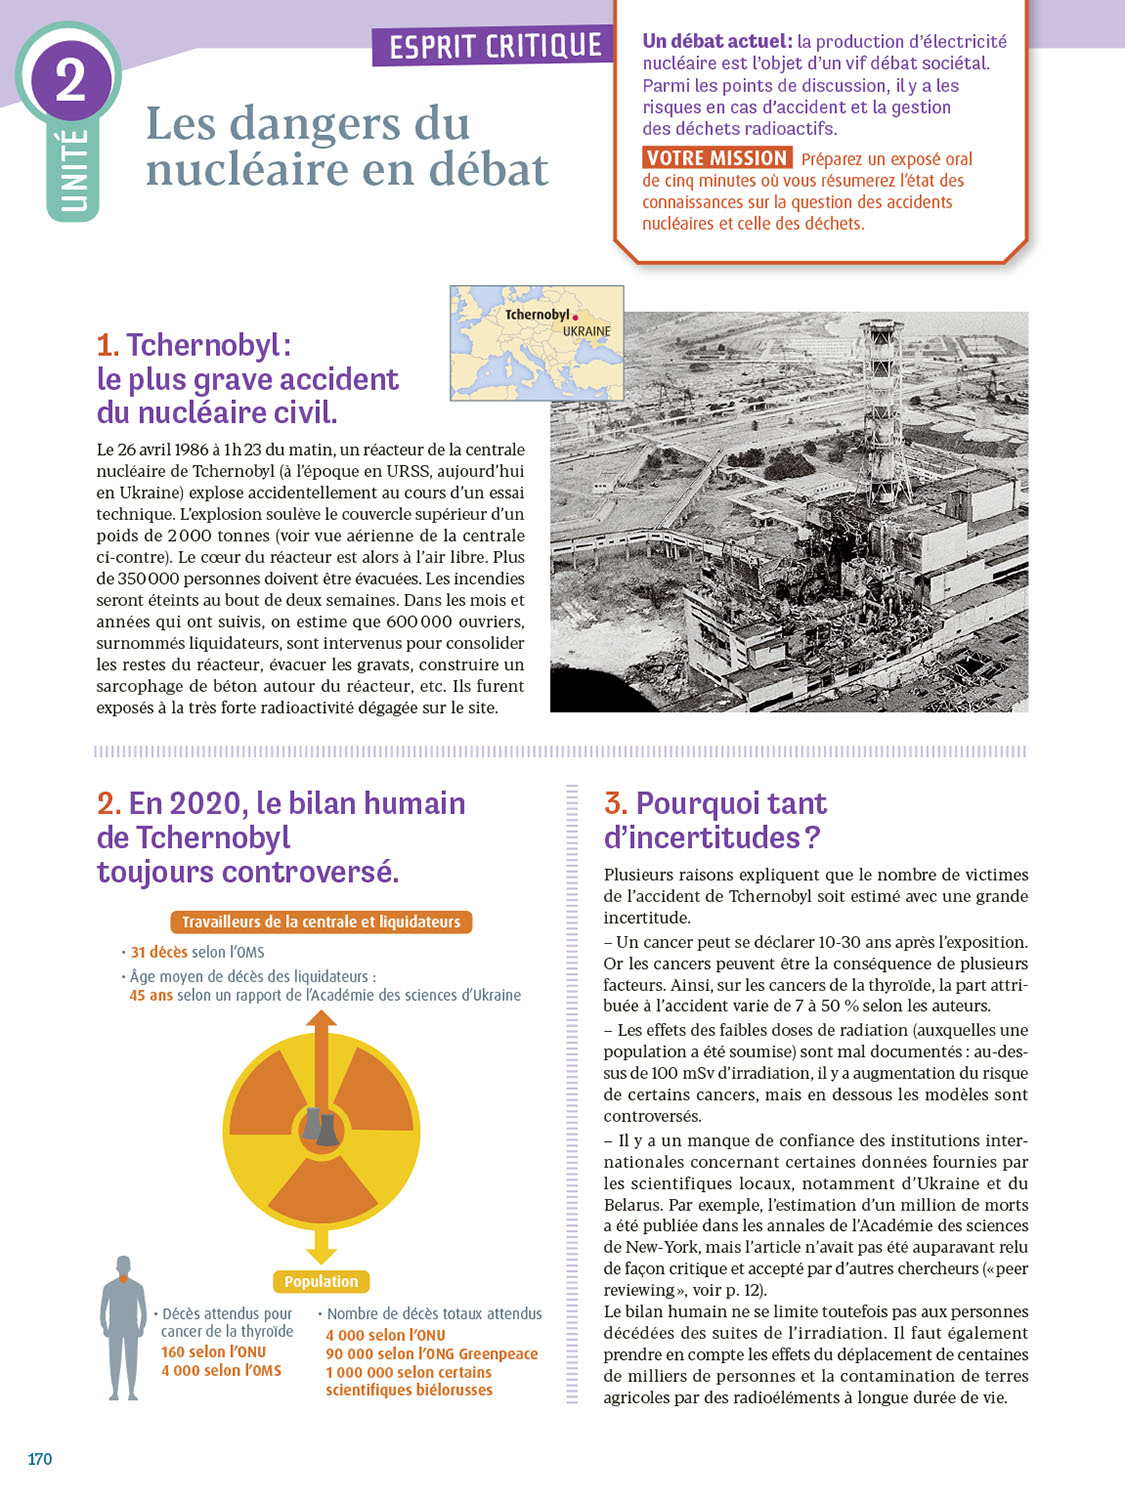 2
UNITÉ
ESPRIT CRITIQUE
Les dangers du
nucléaire en débat
Un débat actuel : la production d’électricité
nucléaire est l’objet d’un vif débat sociétal.
Parmi les points de discussion, il y a les
risques en cas d’accident et la gestion
des déchets radioactifs.
VOTRE MISSION Préparez un exposé oral
de cinq minutes où vous résumerez l’état des
connaissances sur la question des accidents
nucléaires et celle des déchets.
1. Tchernobyl :
le plus grave accident
du nucléaire civil.
Tchernobyl
UKRAINE
Le 26 avril 1986 à 1 h 23 du matin, un réacteur de la centrale
nucléaire de Tchernobyl (à l’époque en URSS, aujourd’hui
en Ukraine) explose accidentellement au cours d’un essai
technique. L’explosion soulève le couvercle supérieur d’un
poids de 2 000 tonnes (voir vue aérienne de la centrale
ci-contre). Le cœur du réacteur est alors à l’air libre. Plus
de 350 000 personnes doivent être évacuées. Les incendies
seront éteints au bout de deux semaines. Dans les mois et
années qui ont suivis, on estime que 600 000 ouvriers,
surnommés liquidateurs, sont intervenus pour consolider
les restes du réacteur, évacuer les gravats, construire un
sarcophage de béton autour du réacteur, etc. Ils furent
exposés à la très forte radioactivité dégagée sur le site.
2. En 2020, le bilan humain
de Tchernobyl
toujours controversé.
Travailleurs de la centrale et liquidateurs
• 31 décès selon l’OMS
• Âge moyen de décès des liquidateurs :
45 ans selon un rapport de l’Académie des sciences d’Ukraine
Population
• Décès attendus pour
cancer de la thyroïde
160 selon l’ONU
4 000 selon l’OMS
• Nombre de décès totaux attendus
4 000 selon l’ONU
90 000 selon l’ONG Greenpeace
1 000 000 selon certains
scientifiques biélorusses
3. Pourquoi tant
d’incertitudes ?
Plusieurs raisons expliquent que le nombre de victimes
de l’accident de Tchernobyl soit estimé avec une grande
incertitude.
– Un cancer peut se déclarer 10-30 ans après l’exposition.
Or les cancers peuvent être la conséquence de plusieurs
facteurs. Ainsi, sur les cancers de la thyroïde, la part attri-
buée à l’accident varie de 7 à 50 % selon les auteurs.
– Les effets des faibles doses de radiation (auxquelles une
population a été soumise) sont mal documentés : au-des-
sus de 100 mSv d’irradiation, il y a augmentation du risque
de certains cancers, mais en dessous les modèles sont
controversés.
– Il y a un manque de confiance des institutions inter-
nationales concernant certaines données fournies par
les scientifiques locaux, notamment d’Ukraine et du
Belarus. Par exemple, l’estimation d’un million de morts
a été publiée dans les annales de l’Académie des sciences
de New-York, mais l’article n’avait pas été auparavant relu
de façon critique et accepté par d’autres chercheurs (« peer
reviewing », voir p. 12).
Le bilan humain ne se limite toutefois pas aux personnes
décédées des suites de l’irradiation. Il faut également
prendre en compte les effets du déplacement de centaines
de milliers de personnes et la contamination de terres
agricoles par des radioéléments à longue durée de vie.
170